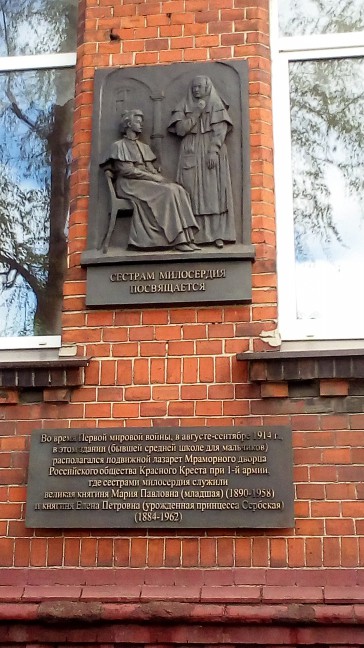 СЕСТРАМ МИЛОСЕРДИЯ
ПОСВЯЩАЕТСЯ
Во время Первой мировой войны, в августе-сентябре 1914 г.,
в этом здании (бывшей средней школе для мальчиков)
располагался подвижной лазарет Мраморного дворца
Российского общества Красного Креста при 1-й армии,
где сестрами милосердия служили
великая княгиня Мария Павловна (младшая) (1890-1958)
и княгиня Елена Петровна (урожденная принцесса Сербская)
(1884-1962)